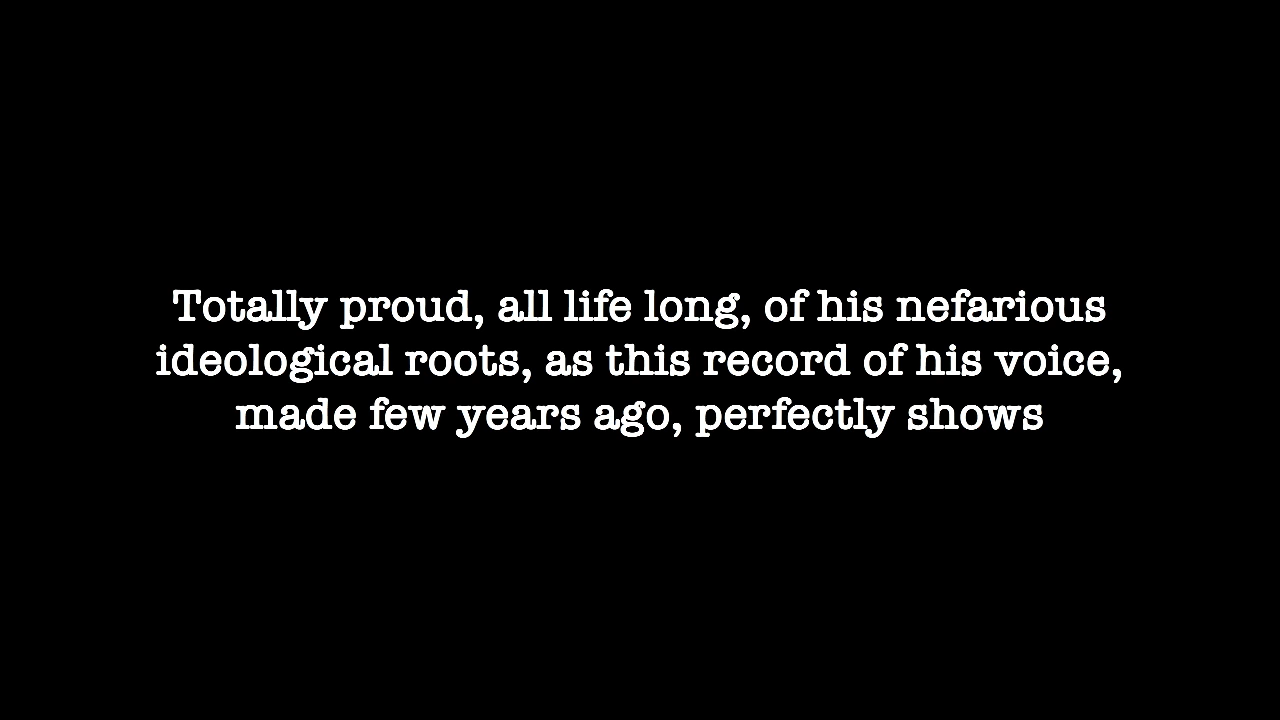 Totally proud, all life long, of his nefarious
ideological roots, as this record of his voice,
made few years ago, perfectly shows